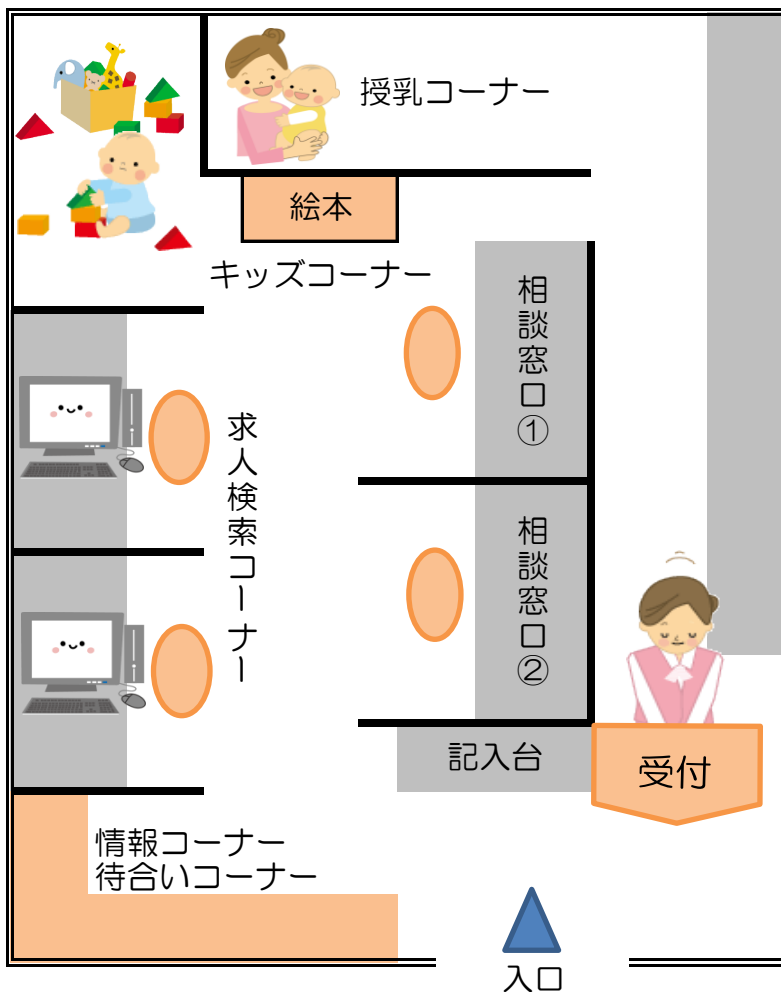 授乳コーナー
絵本
キッズコーナー
相談窓口①
求人検索コーナー
相談窓口②
記入台
受付
情報コーナー
待合いコーナー
入口